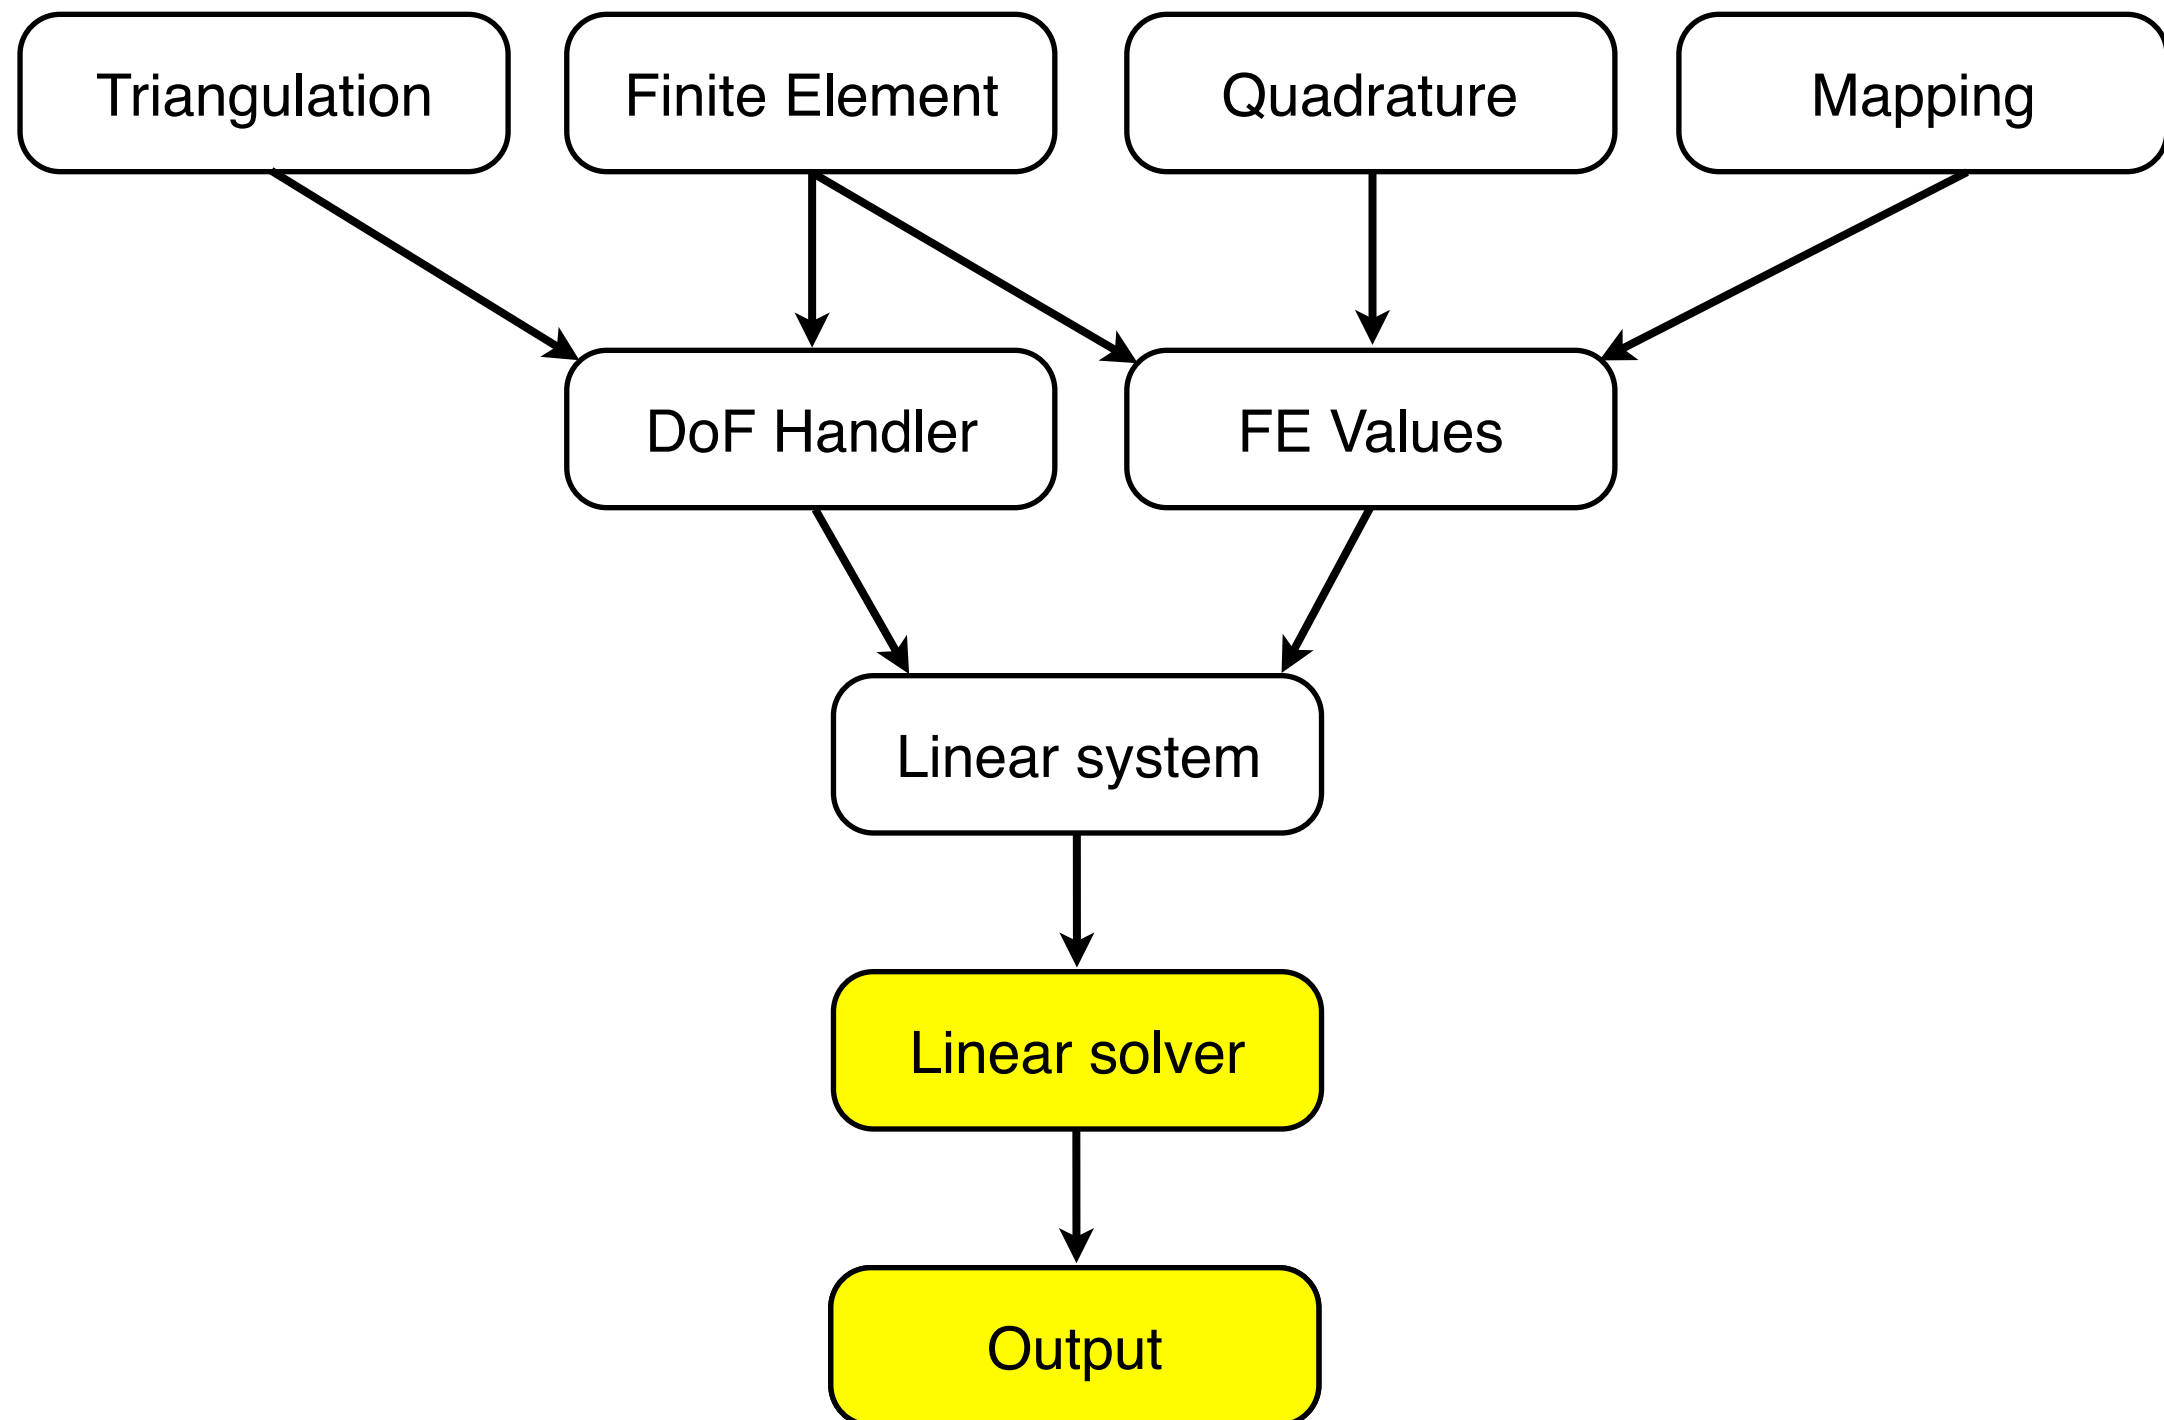 Triangulation
Finite Element
Quadrature
Mapping
DoF Handler
FE Values
Linear system
Linear solver
Output